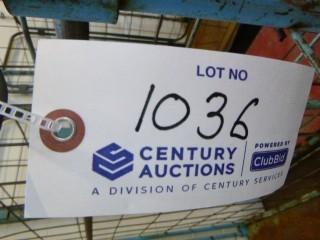 LOT NO
1036
CENTURY
AUCTIONS
POWERED BY
ClubBid
A DIVISION OF CENTURY SERVICES